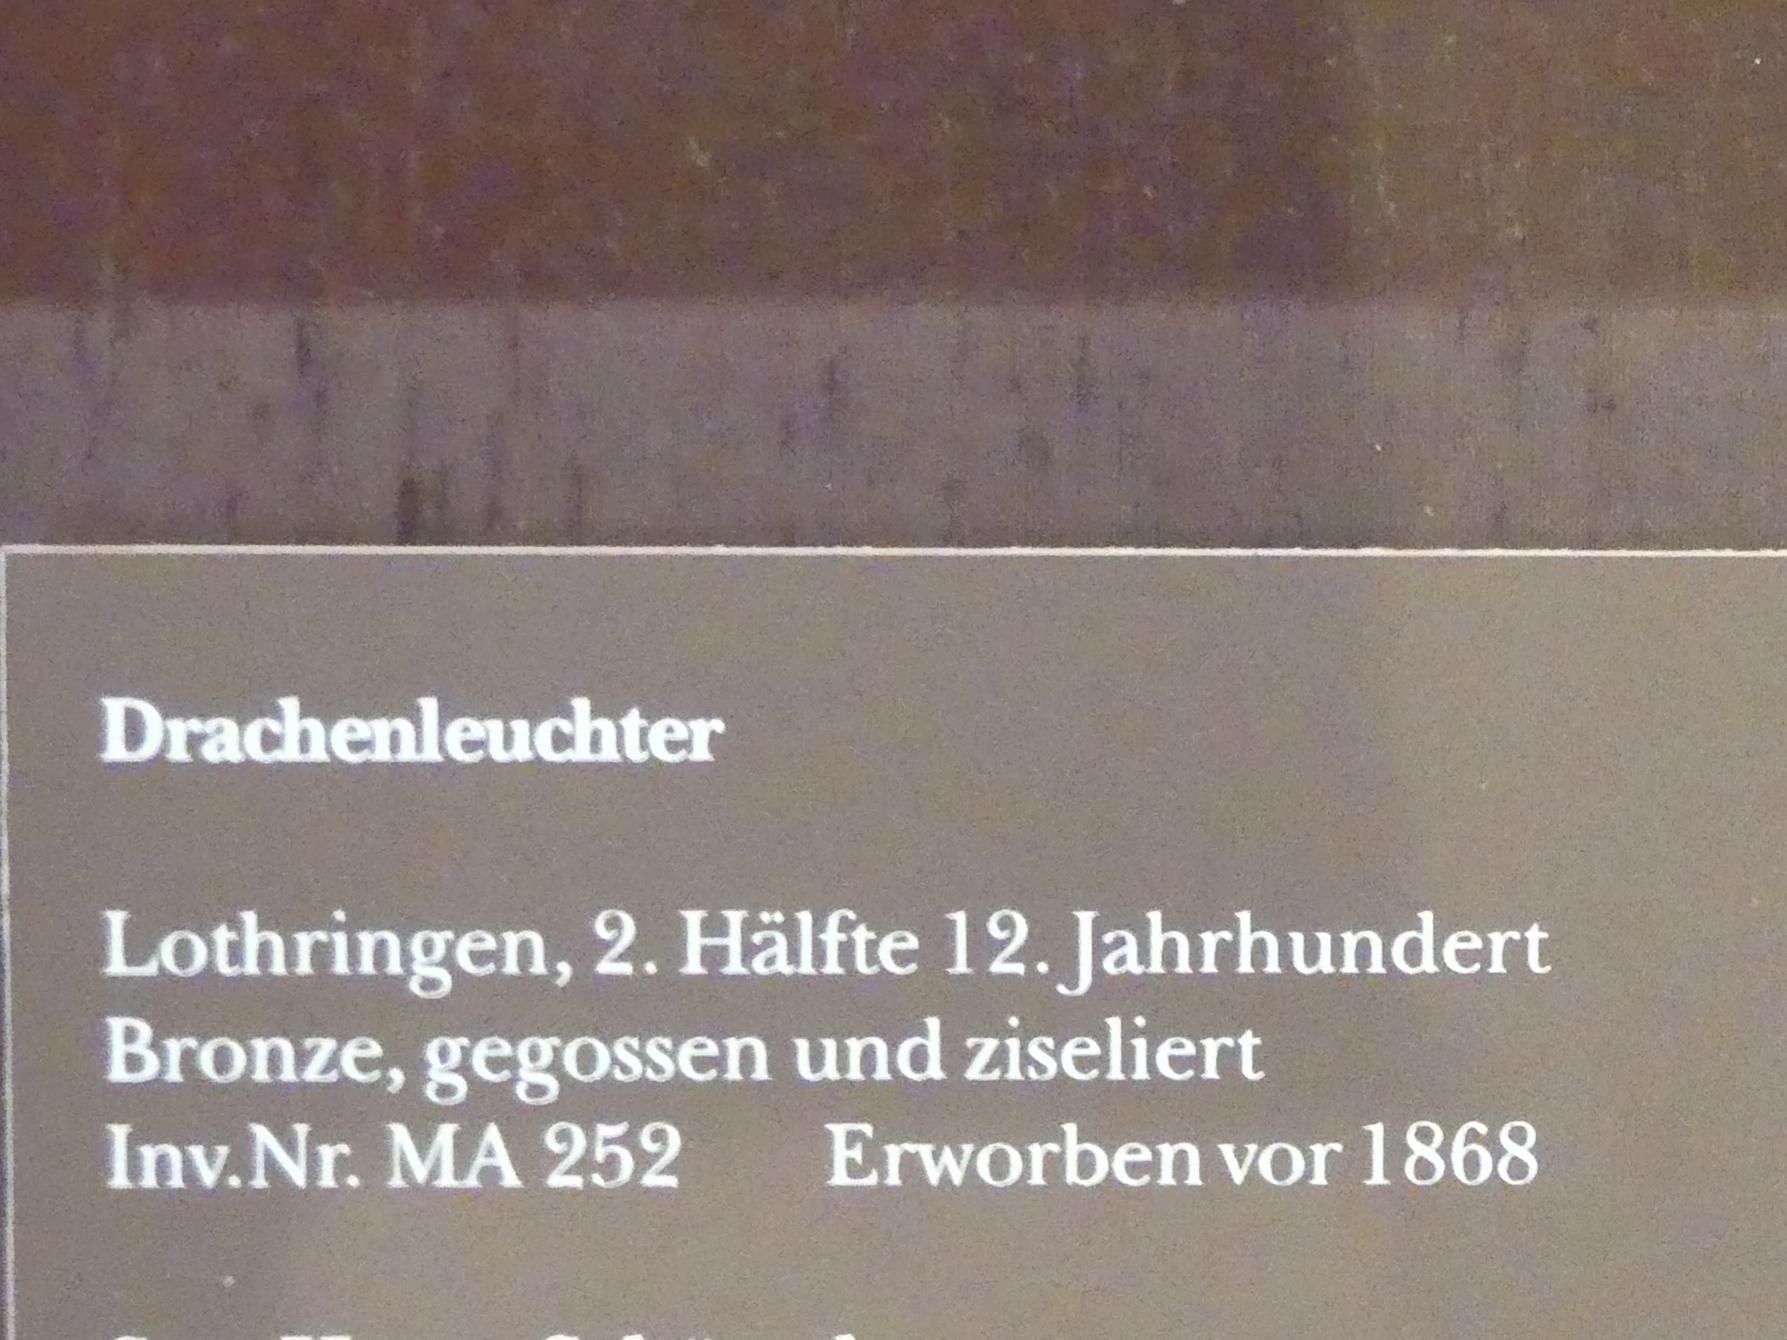 Drachenleuchter
Lothringen, 2. Hälfte 12. Jahrhundert
Bronze, gegossen und ziseliert
Inv.Nr. MA 252 Erworben vor 1868